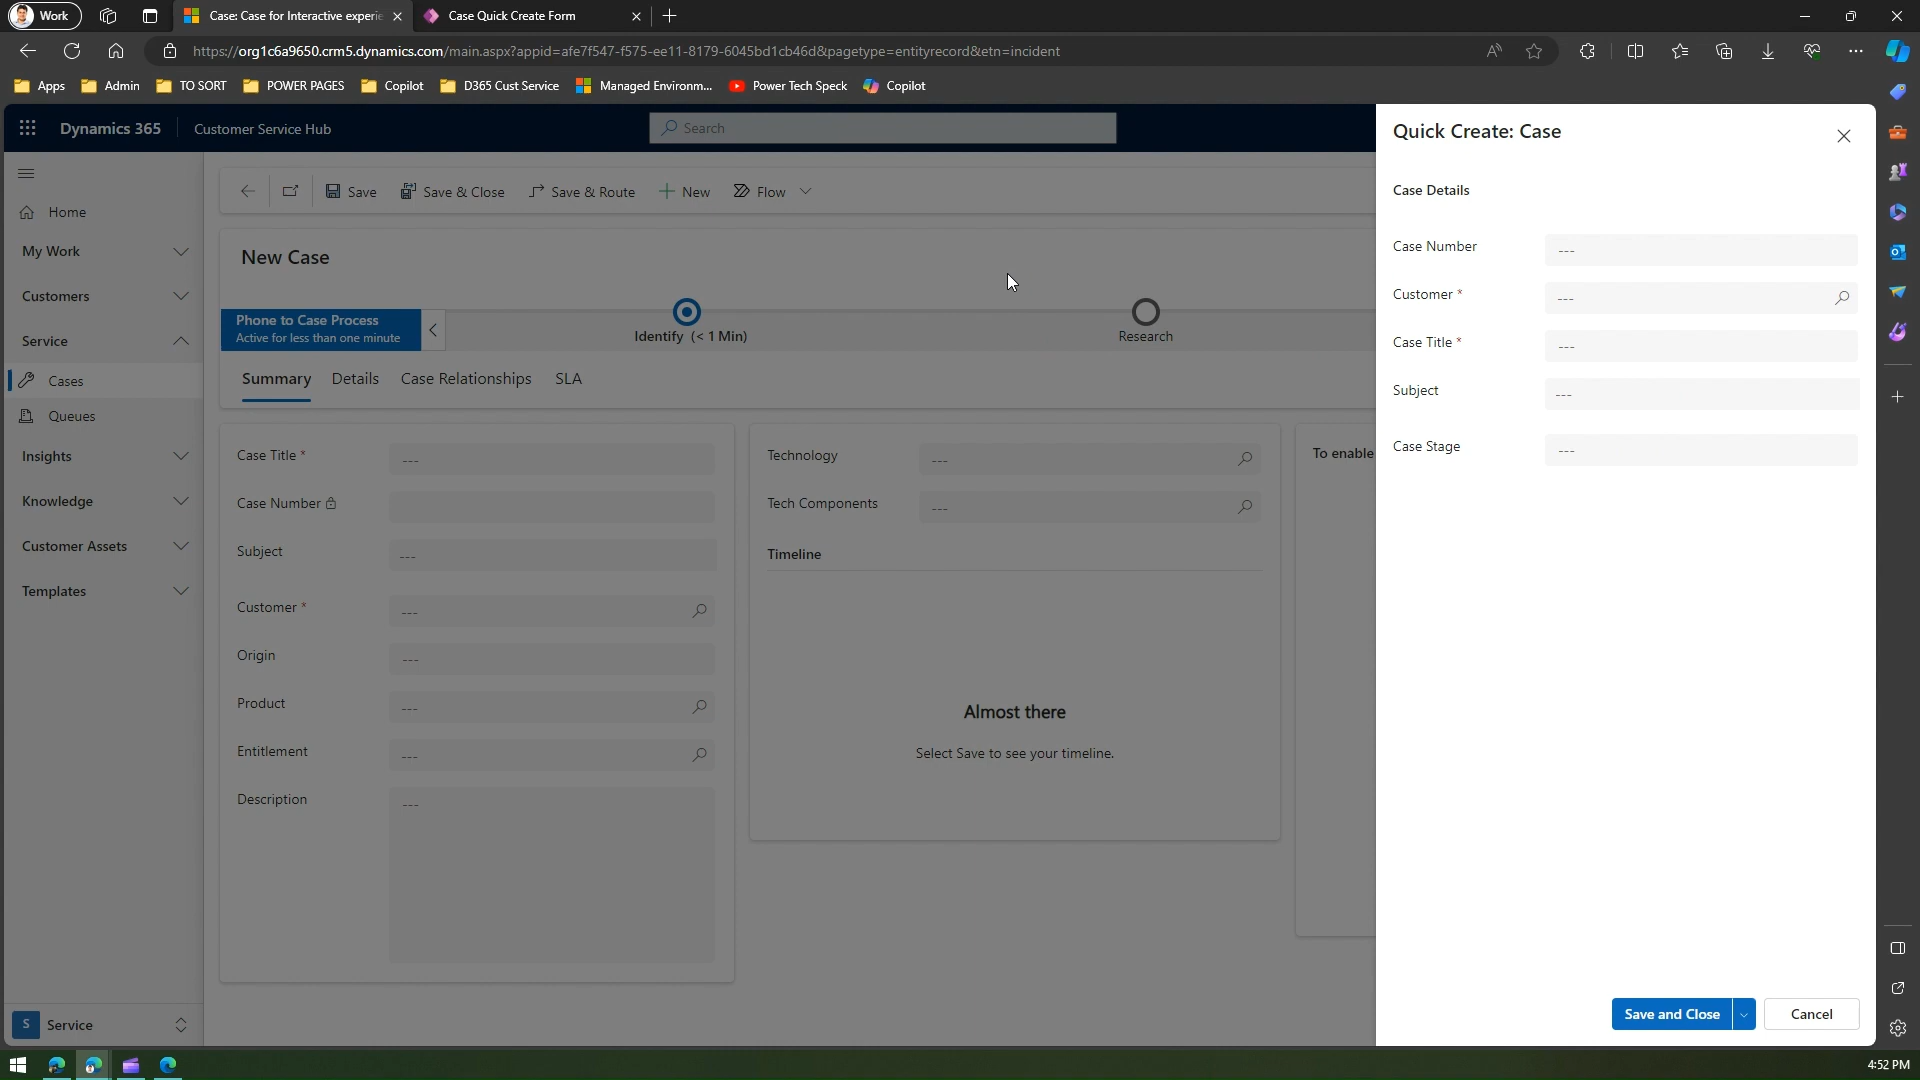 Work
Case: Case for Interactive experie
Case Quick Create Form
https://org1c6a9650.crm5.dynamics.com/main.aspx?appid=afe7f547-f575-ee11-8179-6045bd1cb46d&pagetype=entityrecord&etn=incident
Apps
Admin
TO SORT
POWER PAGES
Copilot
D365 Cust Service
Managed Environm...
Power Tech Speck
Copilot
Dynamics 365
Customer Service Hub
Search
Home
My Work
Customers
Service
Cases
Queues
Insights
Knowledge
Customer Assets
Templates
S Service
Save
Save & Close
Save & Route
New
Flow
New Case
Phone to Case Process
Active for less than one minute
Identify (< 1 Min)
Research
Summary
Details
Case Relationships
SLA
Case Title * ---
Case Number
Subject ---
Customer * ---
Origin ---
Product ---
Entitlement ---
Description ---
Technology ---
Tech Components ---
Timeline
Almost there
Select Save to see your timeline.
To enable
Quick Create: Case
Case Details
Case Number ---
Customer * ---
Case Title * ---
Subject ---
Case Stage ---
Save and Close
Cancel
4:52 PM